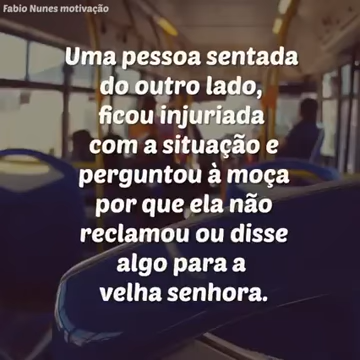 Fabio Nunes motivação
Uma pessoa sentada
do outro lado,
ficou injuriada
com a situação e
perguntou à moça
por que ela não
reclamou ou disse
algo para a
velha senhora.